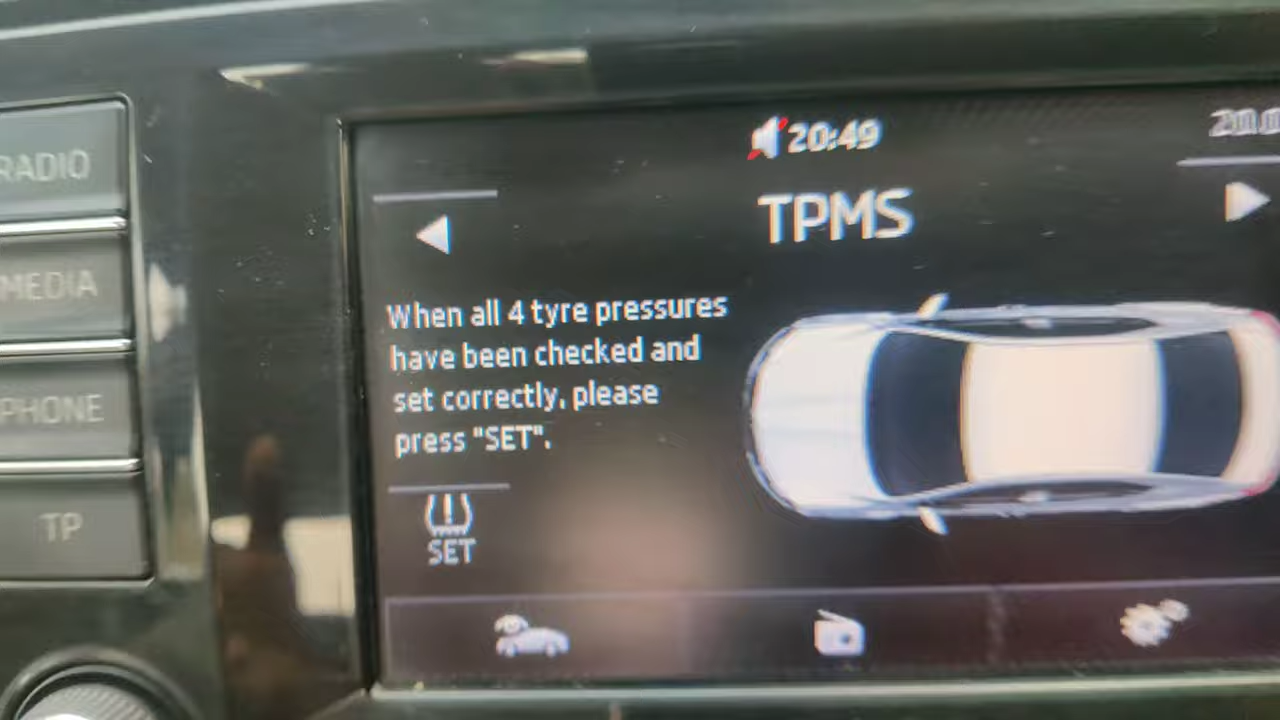 RADIO
MEDIA
PHONE
TP
20:49
TPMS
When all 4 tyre pressures
have been checked and
set correctly, please
press "SET".
SET